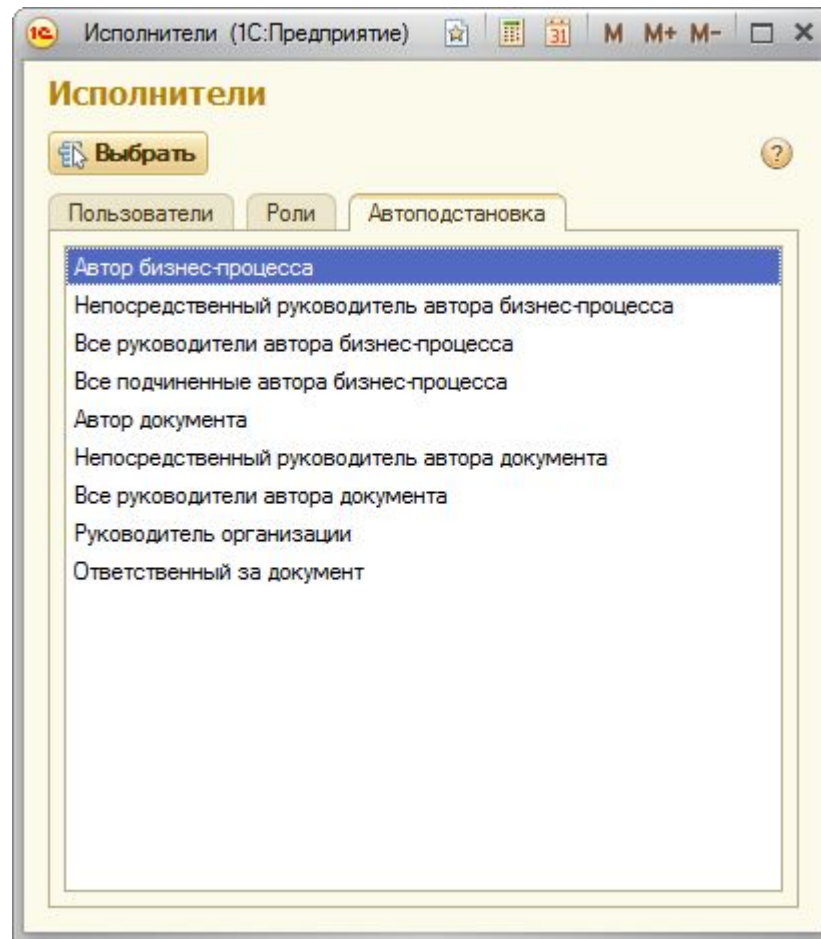 1С Исполнители (1С:Предприятие) 31 M M+ M-
Исполнители
Выбрать ?
Пользователи Роли Автоподстановка
Автор бизнес-процесса
Непосредственный руководитель автора бизнес-процесса
Все руководители автора бизнес-процесса
Все подчиненные автора бизнес-процесса
Автор документа
Непосредственный руководитель автора документа
Все руководители автора документа
Руководитель организации
Ответственный за документ